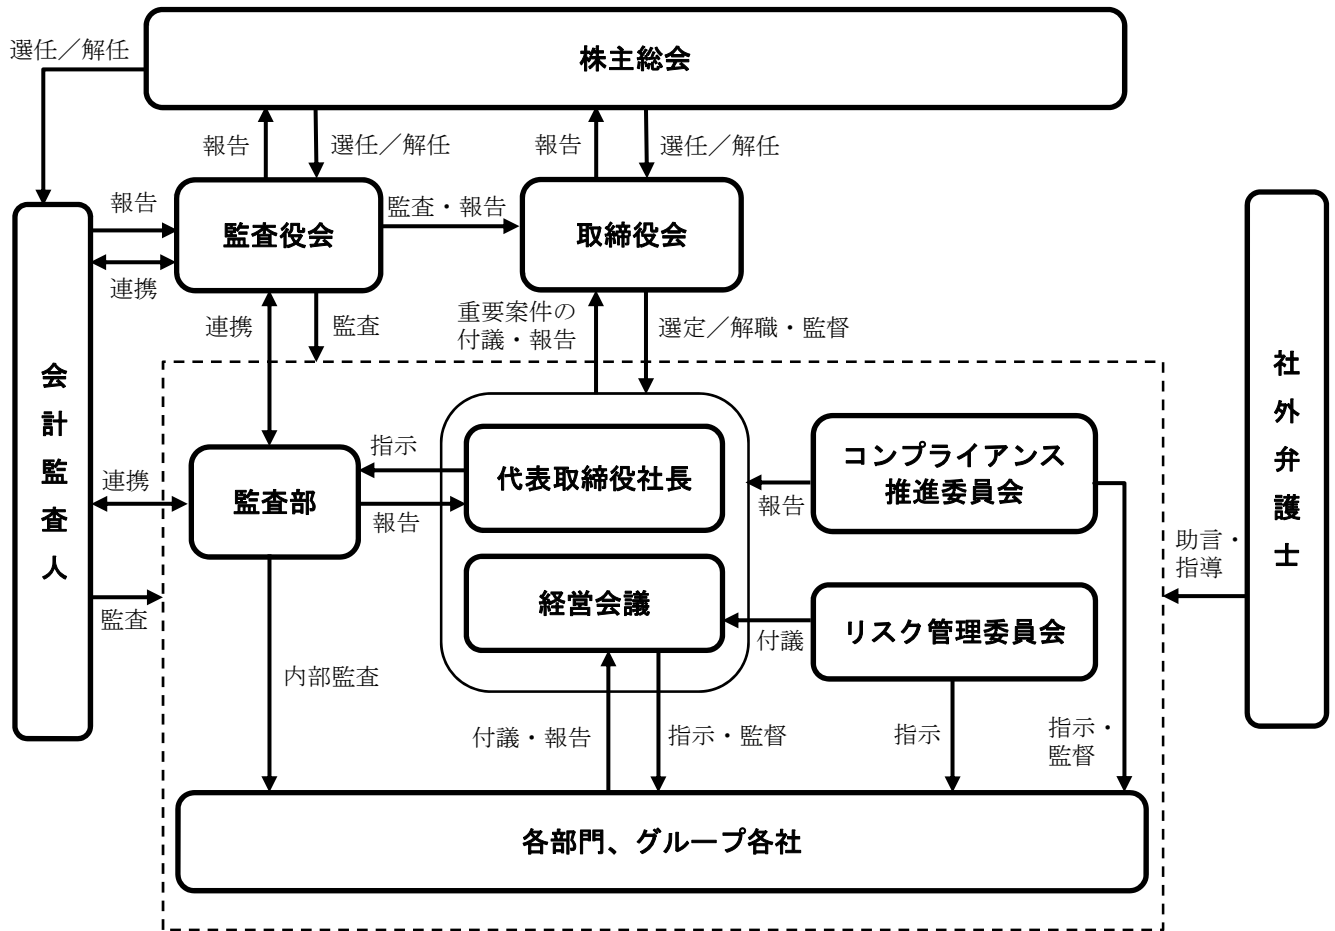 株主総会
選任／解任
報告
選任／解任
報告
選任／解任
報告
監査役会
監査・報告
取締役会
連携
連携
監査
重要案件の
付議・報告
選定／解職・監督
会計監査人
社外弁護士
指示
代表取締役社長
コンプライアンス
推進委員会
連携
監査部
報告
報告
助言・
指導
監査
経営会議
付議
リスク管理委員会
内部監査
付議・報告
指示・監督
指示
指示・
監督
各部門、グループ各社